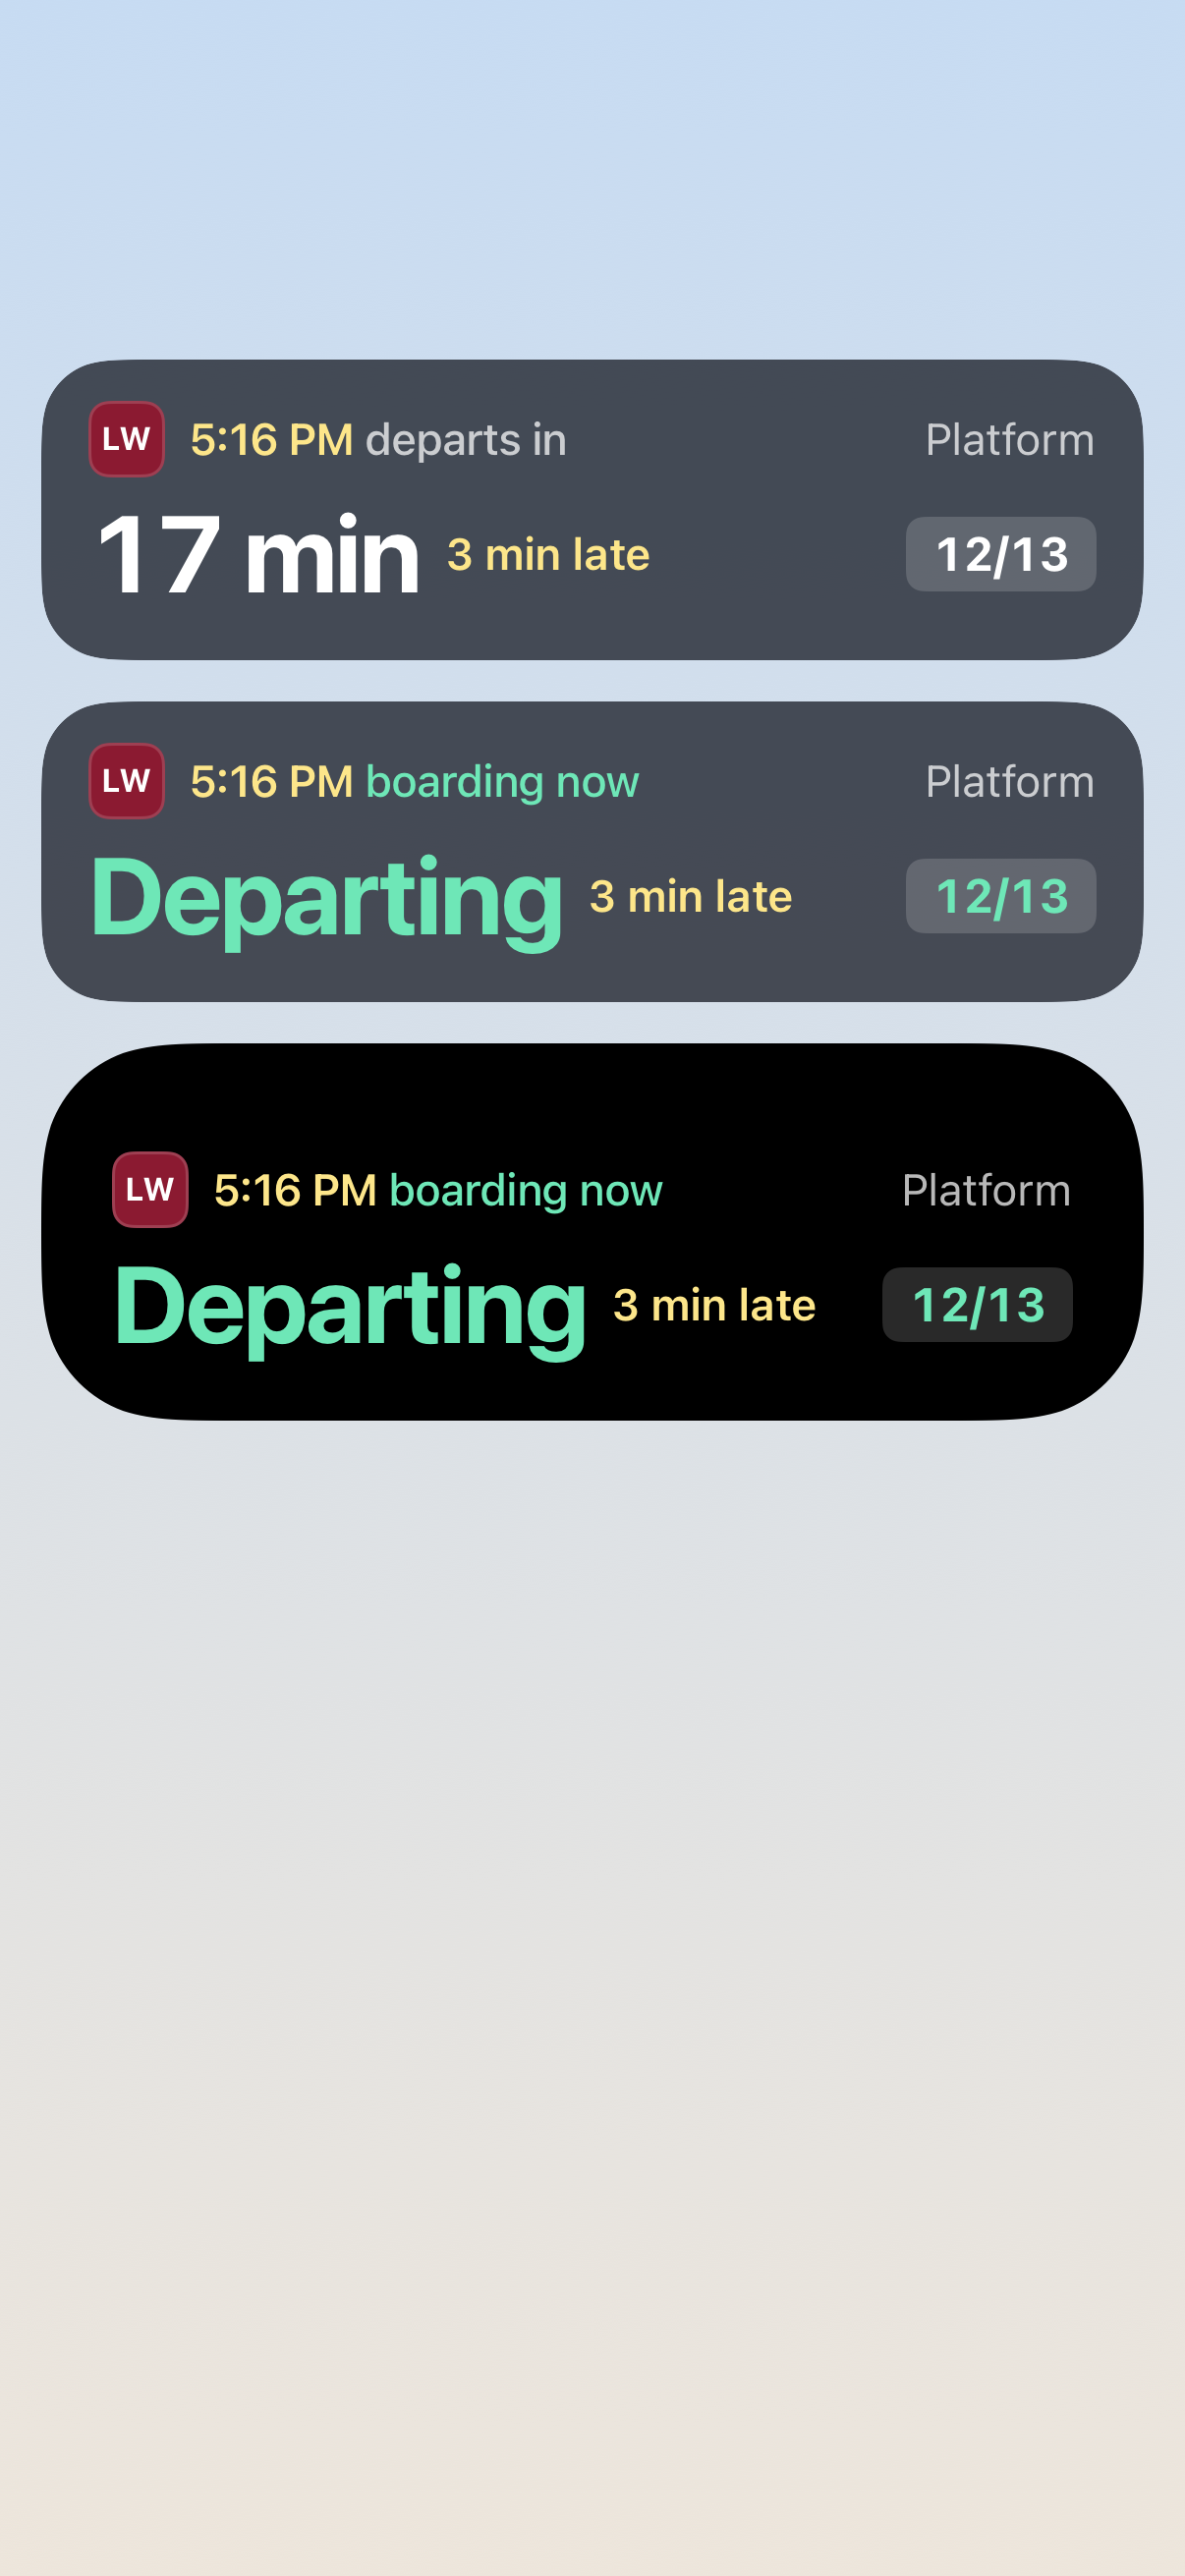 LW 5:16 PM departs in Platform
17 min 3 min late 12/13
LW 5:16 PM boarding now Platform
Departing 3 min late 12/13
LW 5:16 PM boarding now Platform
Departing 3 min late 12/13